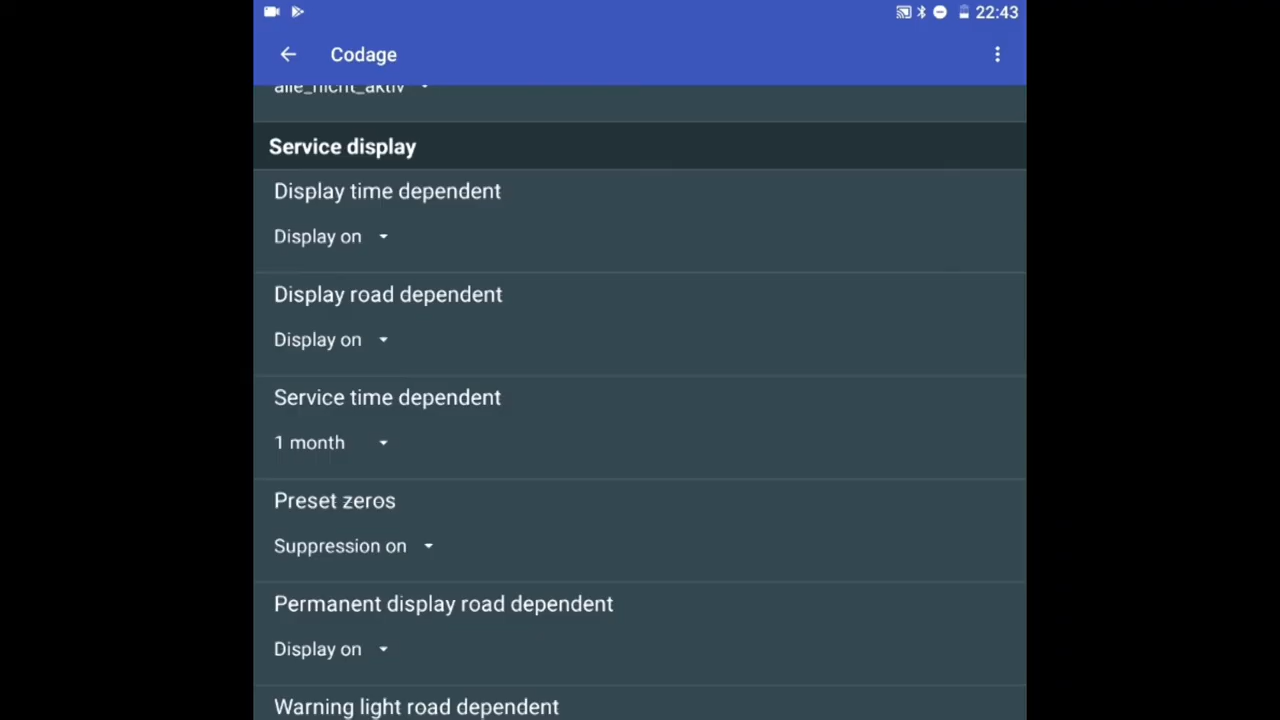 22:43
Codage
alle_nicht_aktiv
Service display
Display time dependent
Display on
Display road dependent
Display on
Service time dependent
1 month
Preset zeros
Suppression on
Permanent display road dependent
Display on
Warning light road dependent